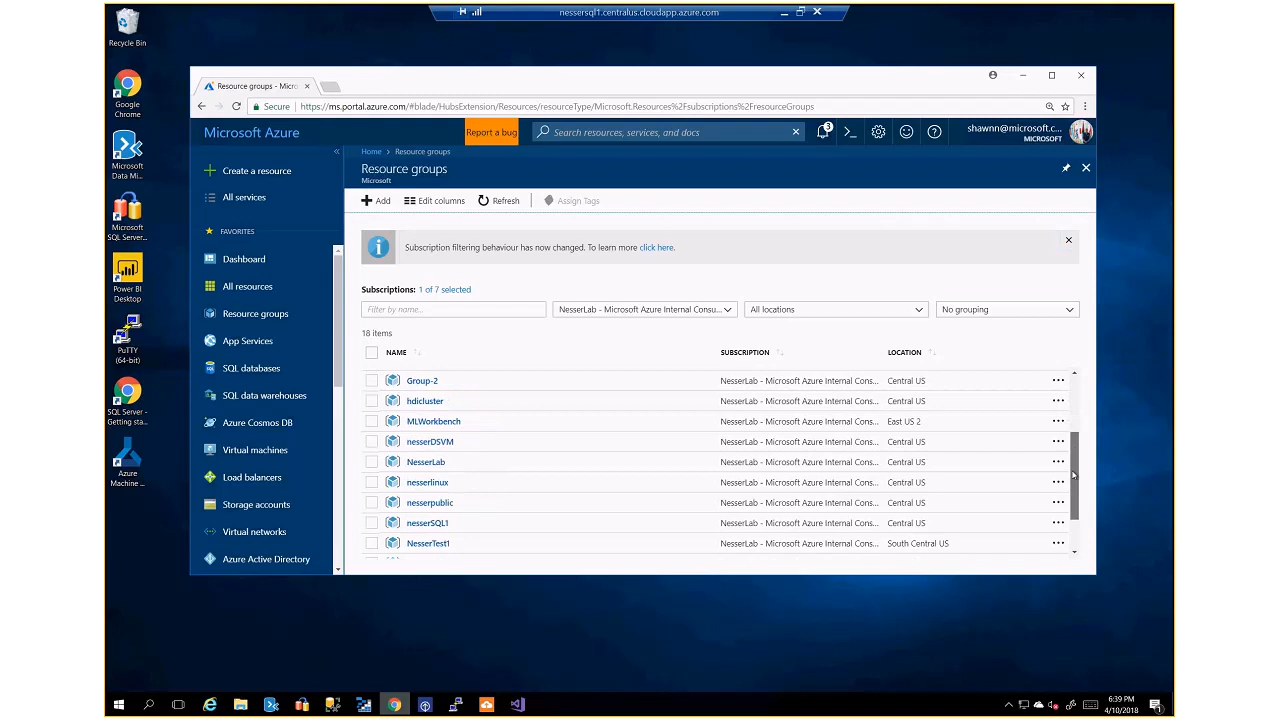 nessersql1.centralus.cloudapp.azure.com
Recycle Bin
Google
Chrome
Microsoft
Data Mi...
Microsoft
SQL Server...
Power BI
Desktop
PuTTY
(64-bit)
SQL Server -
Getting sta...
Azure
Machine ...
Resource groups - Micro
Secure
https://ms.portal.azure.com/#blade/HubsExtension/Resources/resourceType/Microsoft.Resources%2Fsubscriptions%2FresourceGroups
Microsoft Azure
Report a bug
Search resources, services, and docs
3
shawnn@microsoft.c...
MICROSOFT
Create a resource
All services
FAVORITES
Dashboard
All resources
Resource groups
App Services
SQL databases
SQL data warehouses
Azure Cosmos DB
Virtual machines
Load balancers
Storage accounts
Virtual networks
Azure Active Directory
Home > Resource groups
Resource groups
Microsoft
Add Edit columns Refresh Assign Tags
Subscription filtering behaviour has now changed. To learn more click here.
Subscriptions: 1 of 7 selected
Filter by name... NesserLab - Microsoft Azure Internal Consu... All locations No grouping
18 items
NAME SUBSCRIPTION LOCATION
Group-2 NesserLab - Microsoft Azure Internal Cons... Central US
hdicluster NesserLab - Microsoft Azure Internal Cons... Central US
MLWorkbench NesserLab - Microsoft Azure Internal Cons... East US 2
nesserDSVM NesserLab - Microsoft Azure Internal Cons... Central US
NesserLab NesserLab - Microsoft Azure Internal Cons... Central US
nesserlinux NesserLab - Microsoft Azure Internal Cons... Central US
nesserpublic NesserLab - Microsoft Azure Internal Cons... Central US
nesserSQL1 NesserLab - Microsoft Azure Internal Cons... Central US
NesserTest1 NesserLab - Microsoft Azure Internal Cons... South Central US
6:39 PM
4/10/2018